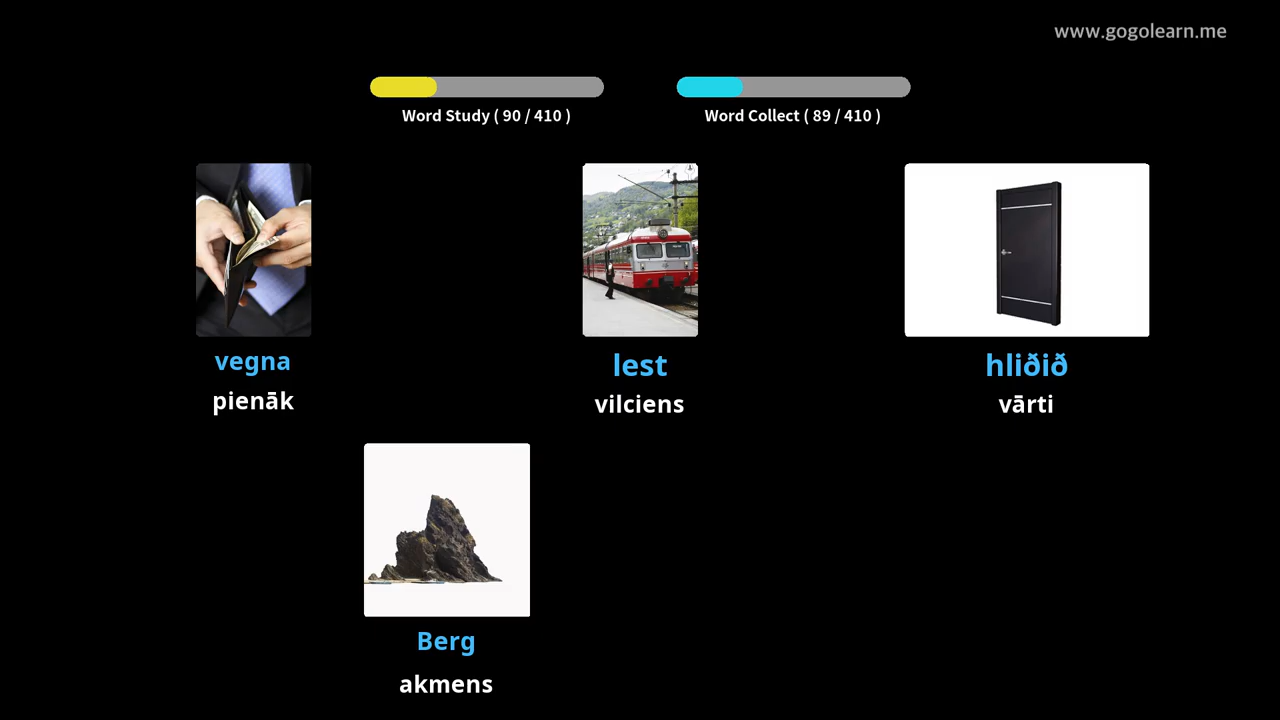 www.gogolearn.me
Word Study ( 90 / 410 )
Word Collect ( 89 / 410 )
vegna
pienāk
lest
vilciens
hliðið
vārti
Berg
akmens